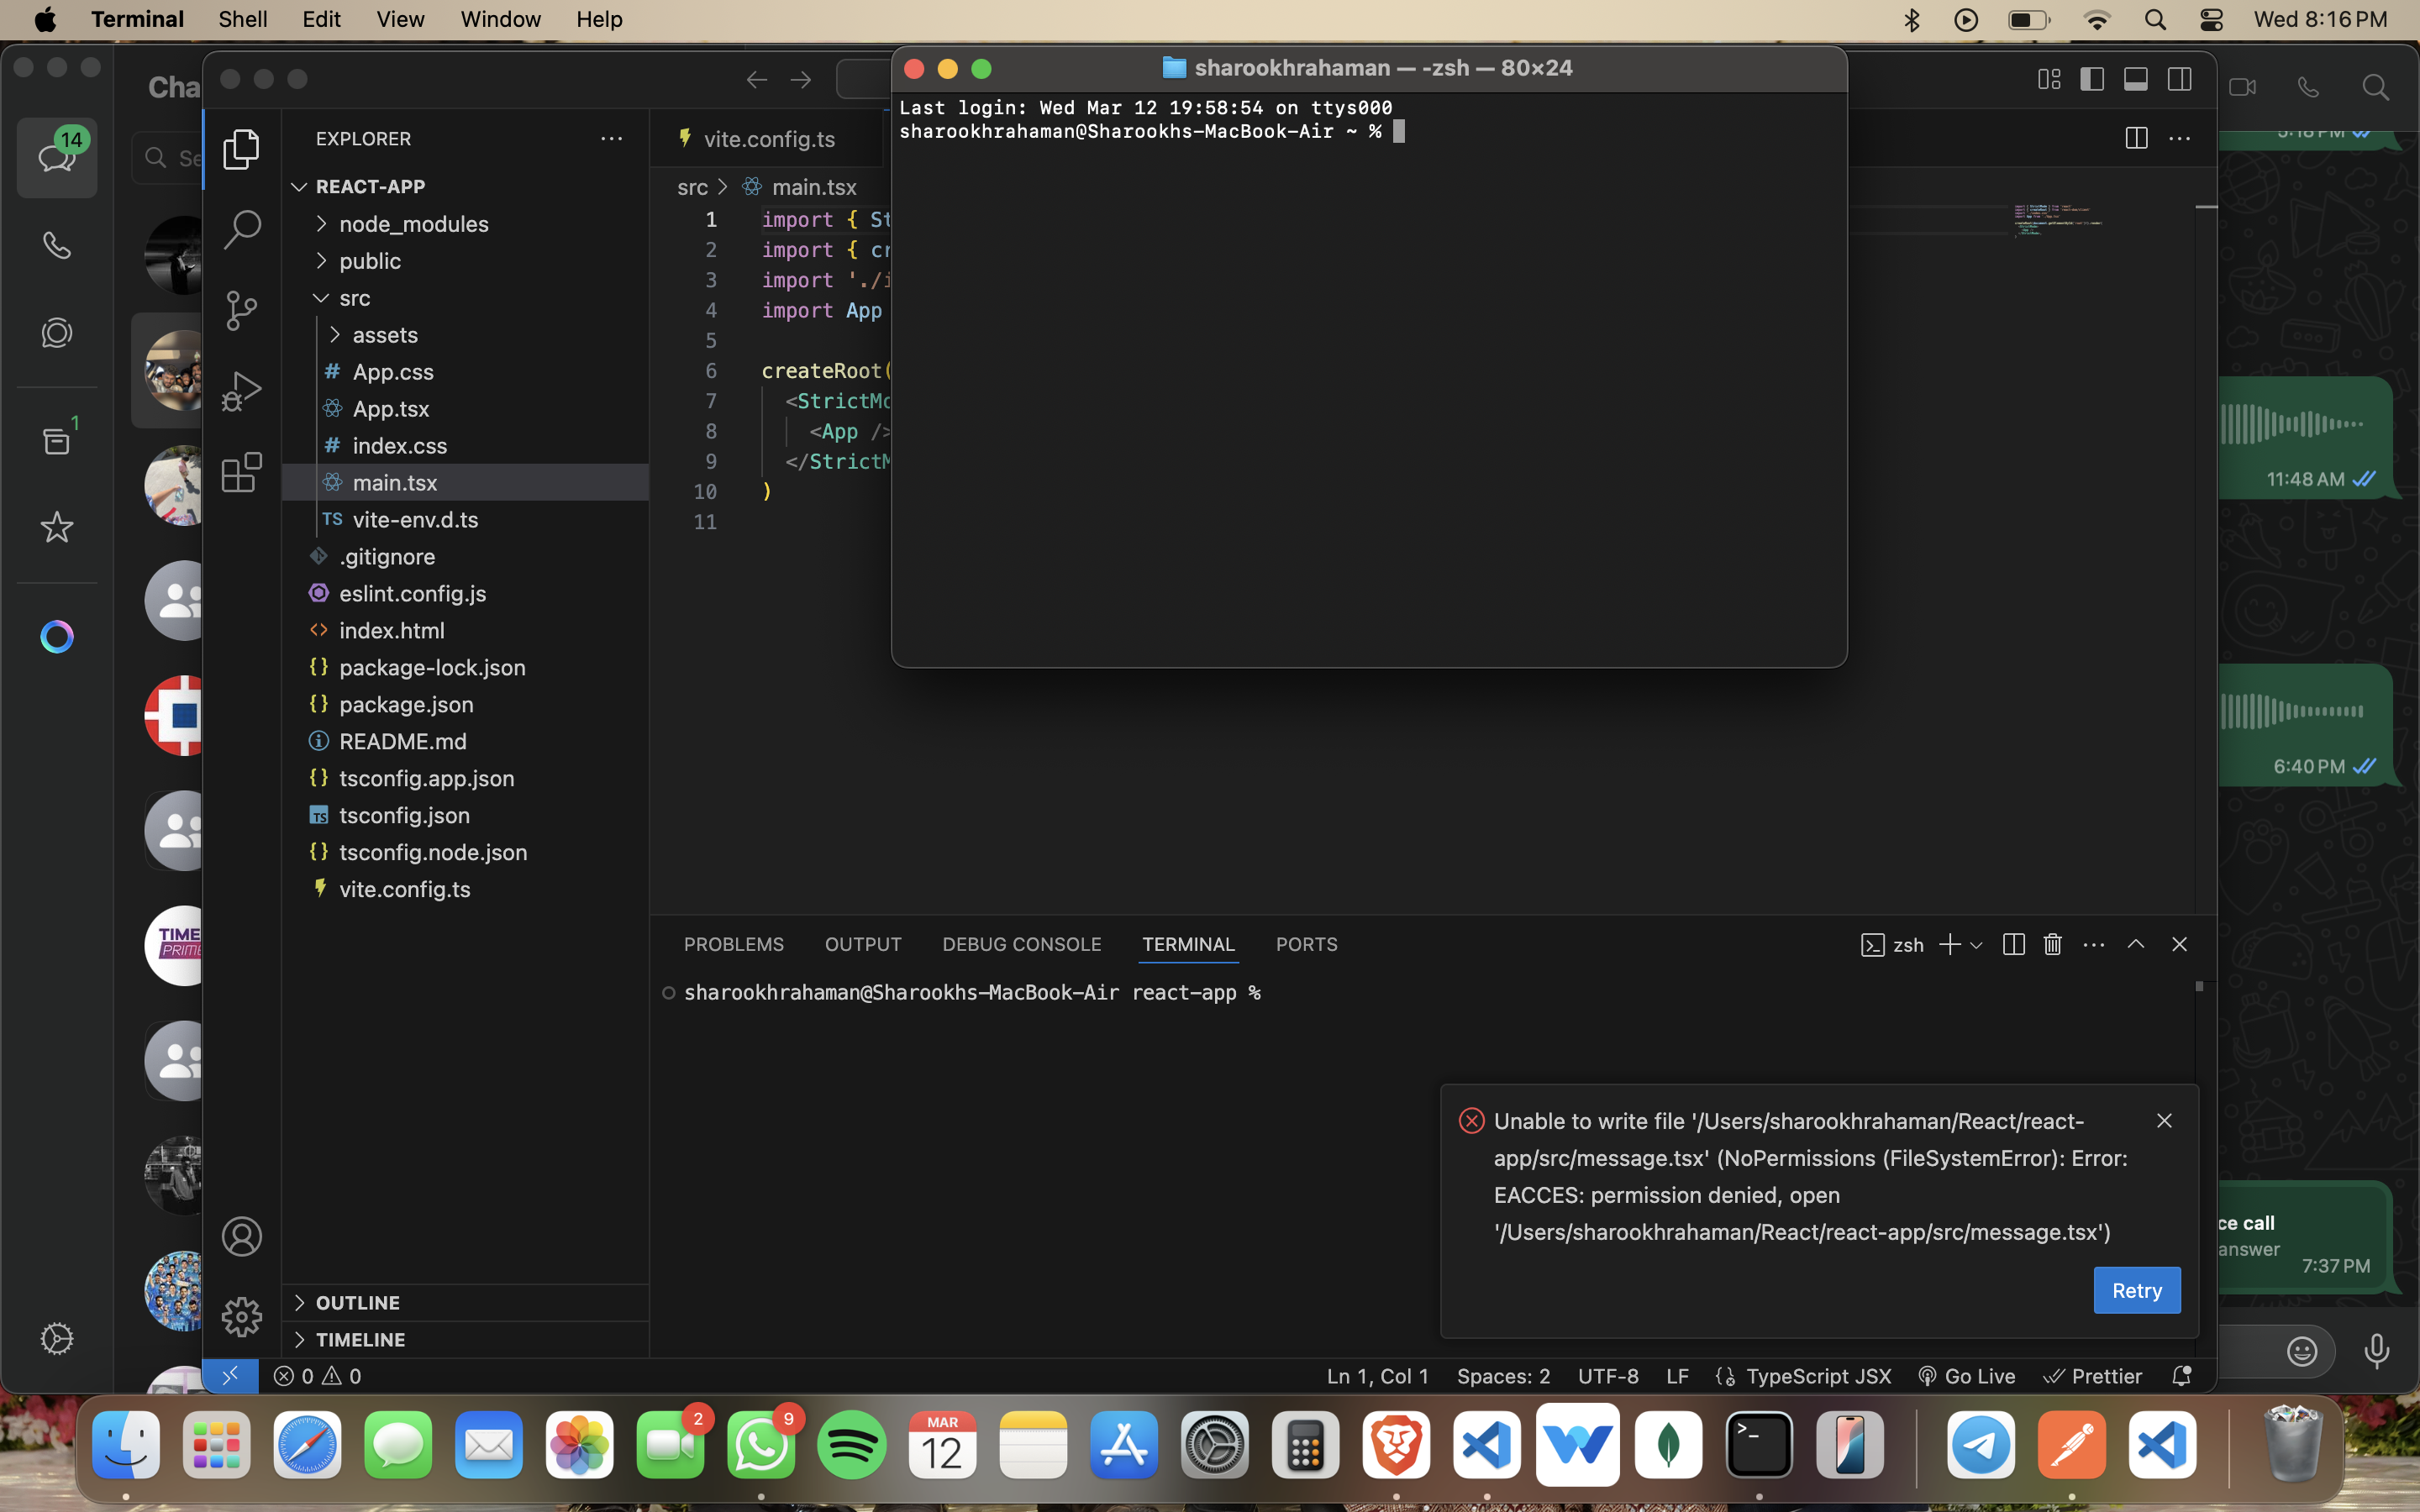 Terminal Shell Edit View Window Help
Wed 8:16 PM
14
Cha
Se
1
sharookhrahaman — -zsh — 80×24
Last login: Wed Mar 12 19:58:54 on ttys000
sharookhrahaman@Sharookhs-MacBook-Air ~ %
EXPLORER
REACT-APP
node_modules
public
src
assets
# App.css
App.tsx
# index.css
main.tsx
TS vite-env.d.ts
.gitignore
eslint.config.js
<> index.html
{} package-lock.json
{} package.json
README.md
{} tsconfig.app.json
TS tsconfig.json
{} tsconfig.node.json
vite.config.ts
OUTLINE
TIMELINE
vite.config.ts
src > main.tsx
1 import { St
2 import { cr
3 import './i
4 import App
5
6 createRoot(
7 <StrictMo
8 <App />
9 </StrictM
10 )
11
PROBLEMS OUTPUT DEBUG CONSOLE TERMINAL PORTS
zsh
sharookhrahaman@Sharookhs-MacBook-Air react-app %
Unable to write file '/Users/sharookhrahaman/React/react-
app/src/message.tsx' (NoPermissions (FileSystemError): Error:
EACCES: permission denied, open
'/Users/sharookhrahaman/React/react-app/src/message.tsx')
Retry
0 0
Ln 1, Col 1 Spaces: 2 UTF-8 LF {} TypeScript JSX Go Live Prettier
11:48 AM
6:40 PM
ce call
answer
7:37 PM
TIME
PRIME
2
9
MAR
12